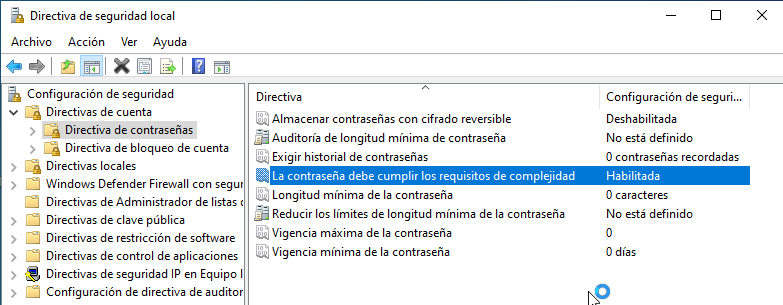 Directiva de seguridad local
Archivo Acción Ver Ayuda
Configuración de seguridad
Directivas de cuenta
Directiva de contraseñas
Directiva de bloqueo de cuenta
Directivas locales
Windows Defender Firewall con segur
Directivas de Administrador de listas c
Directivas de clave pública
Directivas de restricción de software
Directivas de control de aplicaciones
Directivas de seguridad IP en Equipo l
Configuración de directiva de auditor
Directiva Configuración de seguri...
Almacenar contraseñas con cifrado reversible Deshabilitada
Auditoría de longitud mínima de contraseña No está definido
Exigir historial de contraseñas 0 contraseñas recordadas
La contraseña debe cumplir los requisitos de complejidad Habilitada
Longitud mínima de la contraseña 0 caracteres
Reducir los límites de longitud mínima de la contraseña No está definido
Vigencia máxima de la contraseña 0
Vigencia mínima de la contraseña 0 días